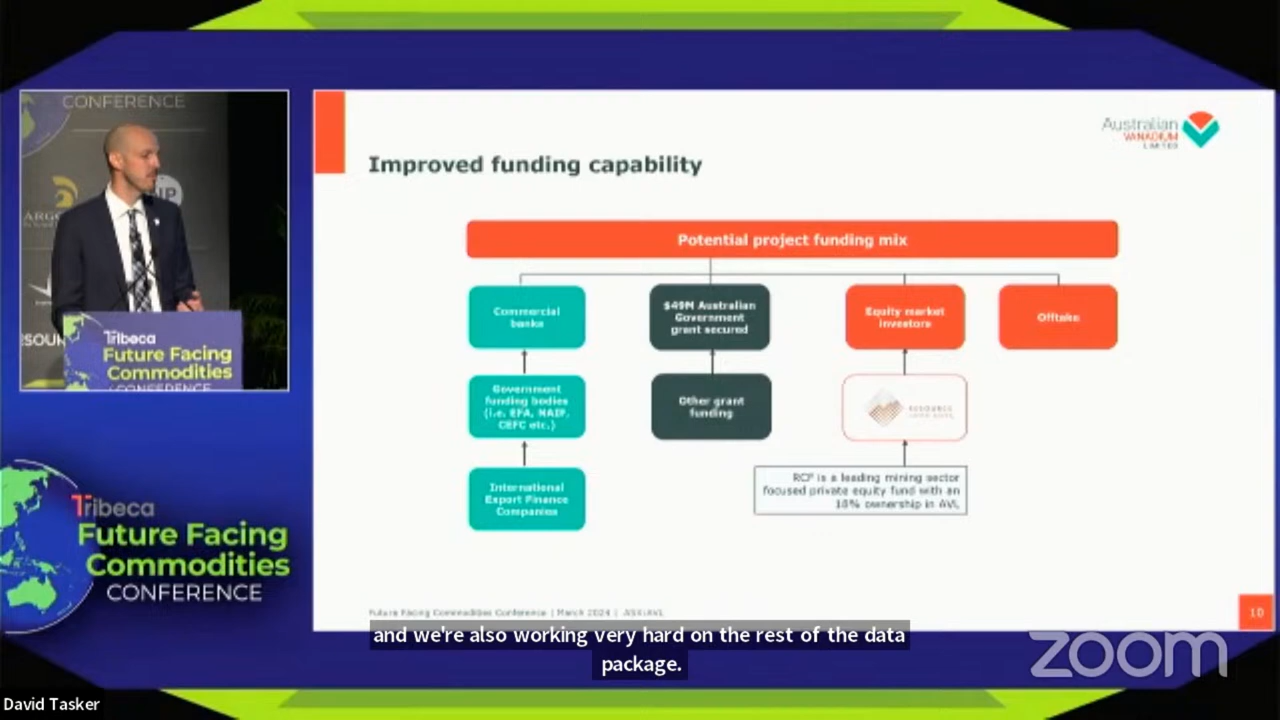 CONFERENCE
Tribeca
Future Facing
Commodities
CONFERENCE
Tribeca
Future Facing
Commodities
CONFERENCE
Australian
VANADIUM
LIMITED
Improved funding capability
Potential project funding mix
Commercial
banks
$49M Australian
Government
grant secured
Equity market
investors
Offtake
Government
funding bodies
(i.e. EFA, NAIF,
CEFC etc.)
Other grant
funding
RESOURCE
International
Export Finance
Companies
RCF is a leading mining sector
focused private equity fund with an
18% ownership in AVL
Future Facing Commodities Conference | March 2024 | ASX:AVL
10
and we're also working very hard on the rest of the data
package.
zoom
David Tasker